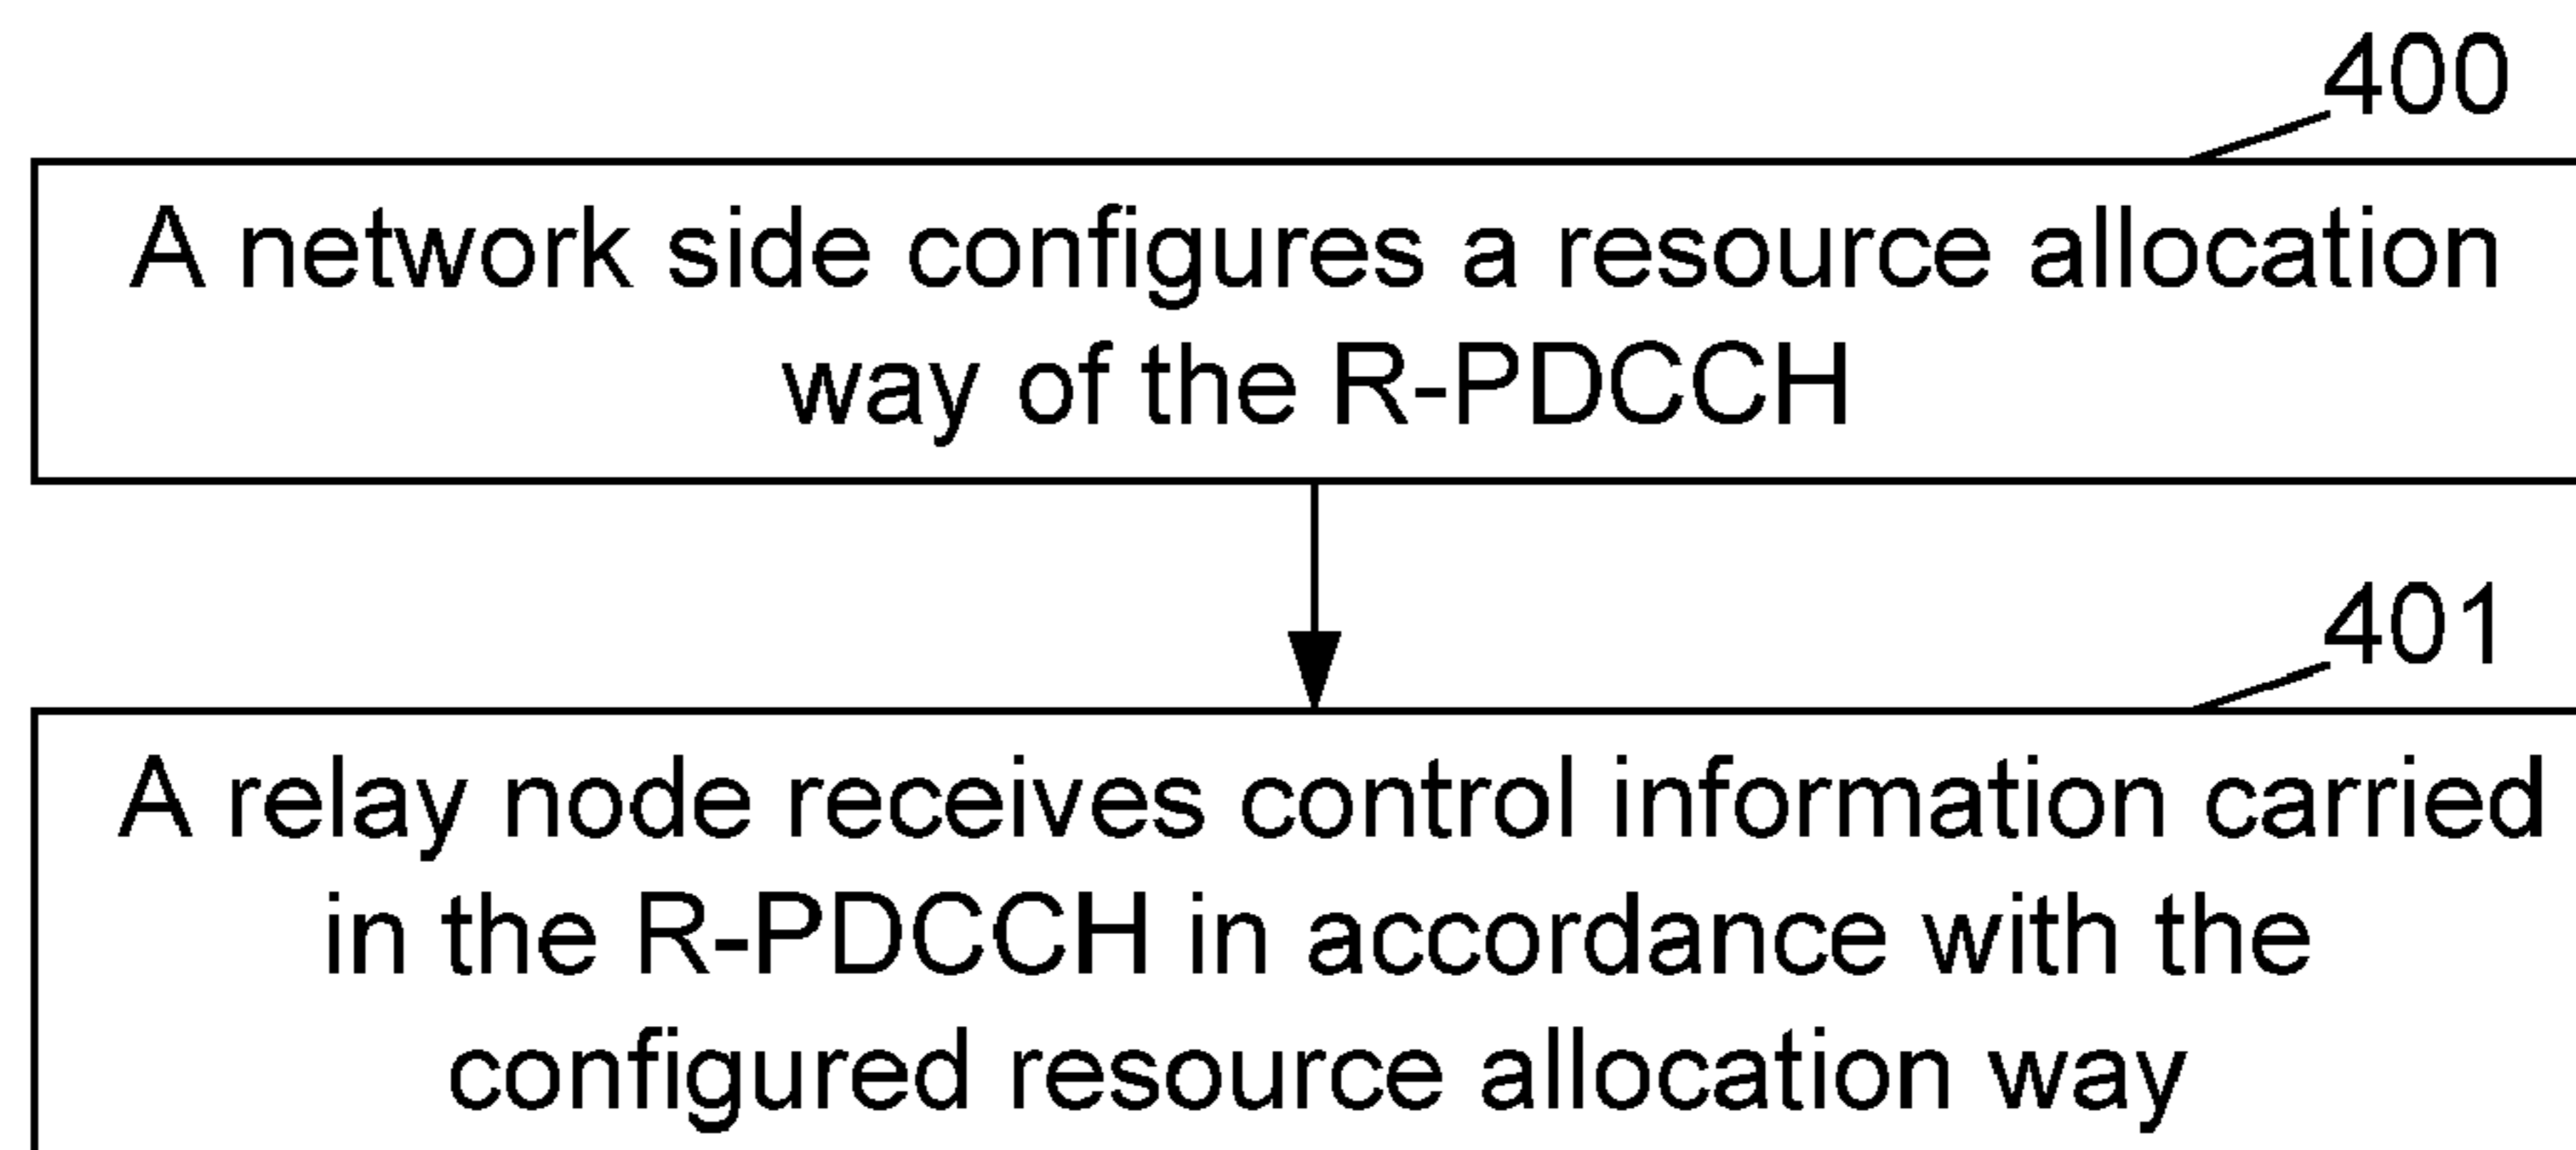 400
A network side configures a resource allocation
way of the R-PDCCH
401
A relay node receives control information carried
in the R-PDCCH in accordance with the
configured resource allocation way